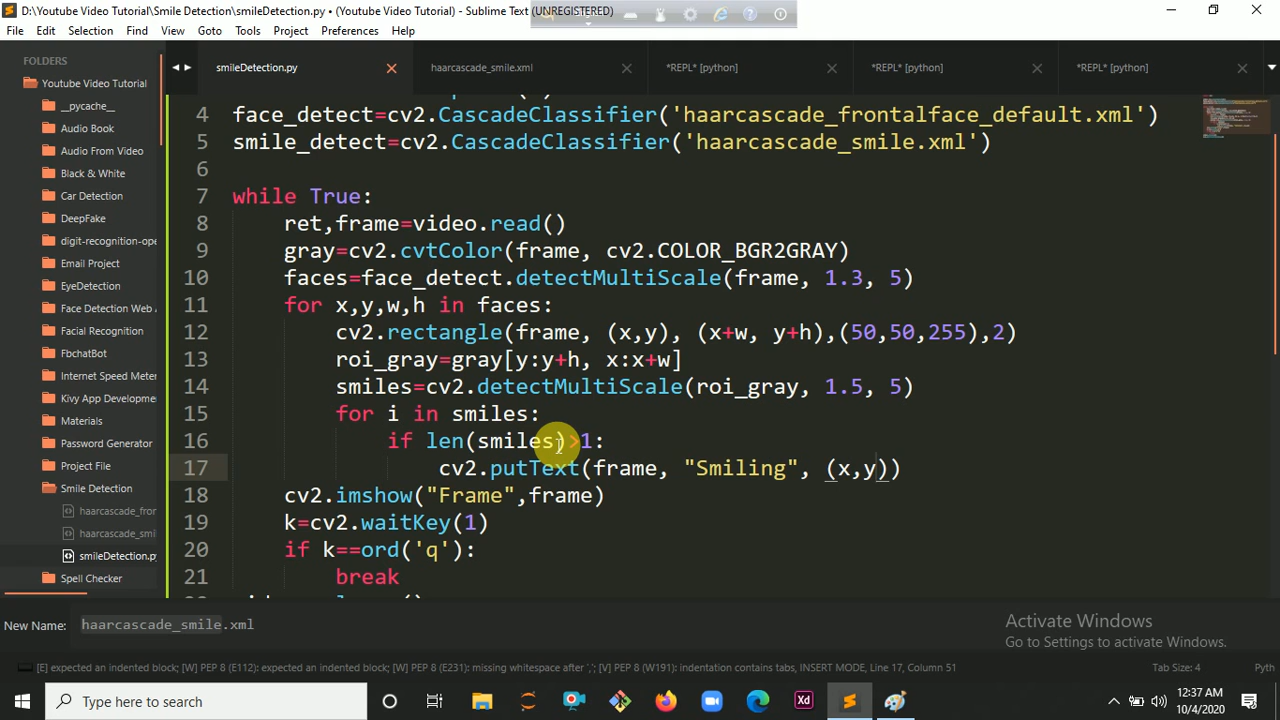 D:\Youtube Video Tutorial\Smile Detection\smileDetection.py • (Youtube Video Tutorial) - Sublime Text (UNREGISTERED)
File Edit Selection Find View Goto Tools Project Preferences Help
FOLDERS
Youtube Video Tutorial
__pycache__
Audio Book
Audio From Video
Black & White
Car Detection
DeepFake
digit-recognition-ope
Email Project
EyeDetection
Face Detection Web
Facial Recognition
FbchatBot
Internet Speed Meter
Kivy App Developme
Materials
Password Generator
Project File
Smile Detection
haarcascade_fron
haarcascade_smil
smileDetection.py
Spell Checker
smileDetection.py haarcascade_smile.xml *REPL* [python] *REPL* [python] *REPL* [python]
4 face_detect=cv2.CascadeClassifier('haarcascade_frontalface_default.xml')
5 smile_detect=cv2.CascadeClassifier('haarcascade_smile.xml')
6
7 while True:
8 ret,frame=video.read()
9 gray=cv2.cvtColor(frame, cv2.COLOR_BGR2GRAY)
10 faces=face_detect.detectMultiScale(frame, 1.3, 5)
11 for x,y,w,h in faces:
12 cv2.rectangle(frame, (x,y), (x+w, y+h),(50,50,255),2)
13 roi_gray=gray[y:y+h, x:x+w]
14 smiles=cv2.detectMultiScale(roi_gray, 1.5, 5)
15 for i in smiles:
16 if len(smiles)>1:
17 cv2.putText(frame, "Smiling", (x,y))
18 cv2.imshow("Frame",frame)
19 k=cv2.waitKey(1)
20 if k==ord('q'):
21 break
New Name: haarcascade_smile.xml
Activate Windows
Go to Settings to activate Windows.
[E] expected an indented block; [W] PEP 8 (E112): expected an indented block; [W] PEP 8 (E231): missing whitespace after ','; [V] PEP 8 (W191): indentation contains tabs, INSERT MODE, Line 17, Column 51 Tab Size: 4 Pyth
Type here to search
Xd
12:37 AM
10/4/2020